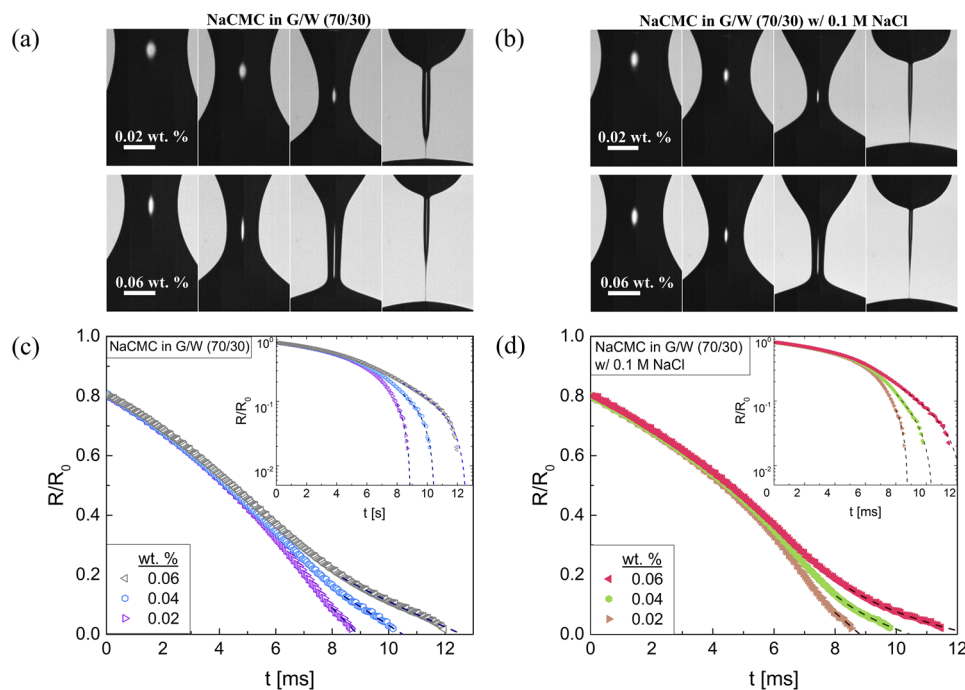 NaCMC in G/W (70/30)
(a)
0.02 wt. %
0.06 wt. %
NaCMC in G/W (70/30) w/ 0.1 M NaCl
(b)
0.02 wt. %
0.06 wt. %
(c)
NaCMC in G/W (70/30)
1.0
0.8
0.6
0.4
0.2
0.0
R/R0
wt. %
0.06
0.04
0.02
0 2 4 6 8 10 12
t [ms]
10^0
10^-1
10^-2
R/R0
0 2 4 6 8 10 12
t [s]
(d)
NaCMC in G/W (70/30)
w/ 0.1 M NaCl
1.0
0.8
0.6
0.4
0.2
0.0
R/R0
wt. %
0.06
0.04
0.02
0 2 4 6 8 10 12
t [ms]
10^0
10^-1
10^-2
R/R0
0 2 4 6 8 10 12
t [ms]